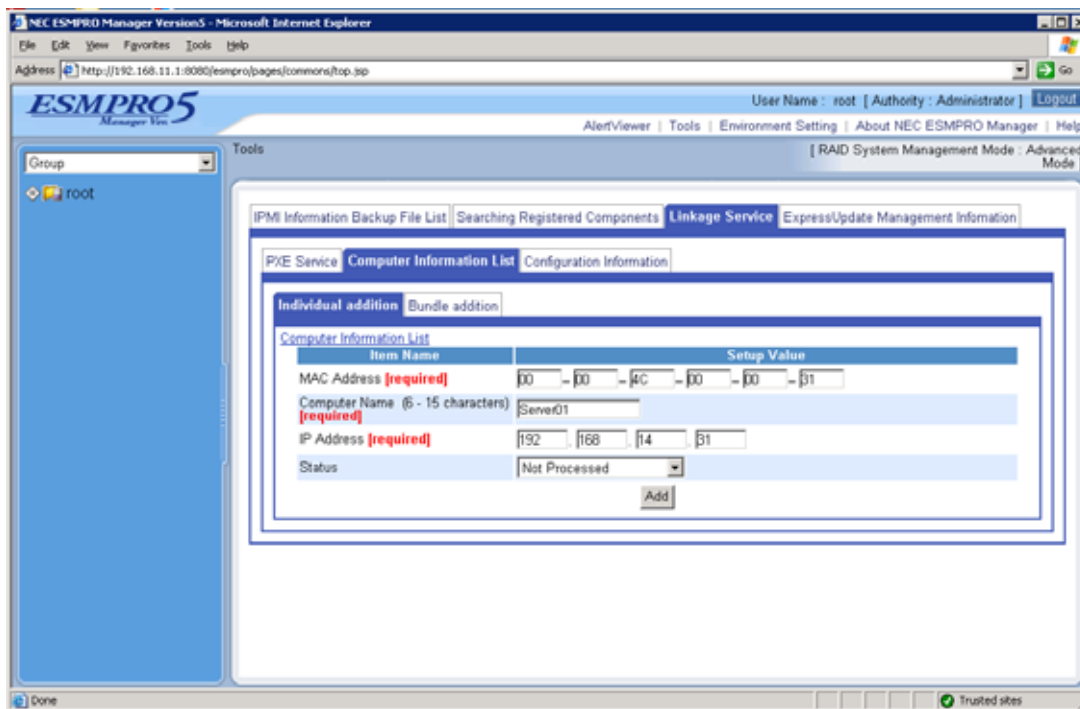 NEC ESMPRO Manager Version5 - Microsoft Internet Explorer
File Edit View Favorites Tools Help
Address http://192.168.11.1:8080/esmpro/pages/commons/top.jsp Go
ESMPRO5
Manager Ver.
User Name : root [ Authority : Administrator ] Logout
AlertViewer | Tools | Environment Setting | About NEC ESMPRO Manager | Help
Group
Tools
[ RAID System Management Mode : Advanced
Mode
root
IPMI Information Backup File List Searching Registered Components Linkage Service ExpressUpdate Management Infomation
PXE Service Computer Information List Configuration Information
Individual addition Bundle addition
Computer Information List
Item Name Setup Value
MAC Address [required] 00 - 00 - 4C - 00 - 00 - 31
Computer Name (6 - 15 characters)
[required] Server01
IP Address [required] 192 . 168 . 14 . 31
Status Not Processed
Add
Done Trusted sites